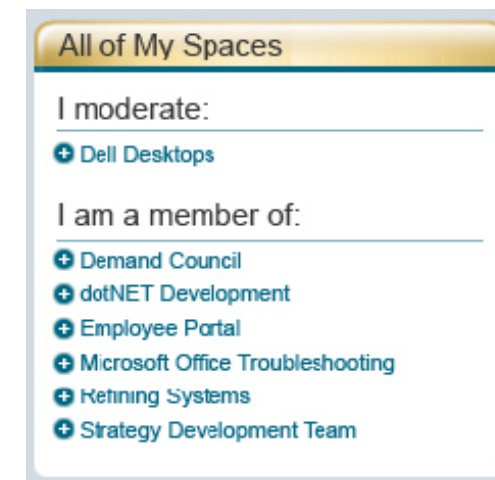 All of My Spaces
I moderate:
Dell Desktops
I am a member of:
Demand Council
dotNET Development
Employee Portal
Microsoft Office Troubleshooting
Refining Systems
Strategy Development Team